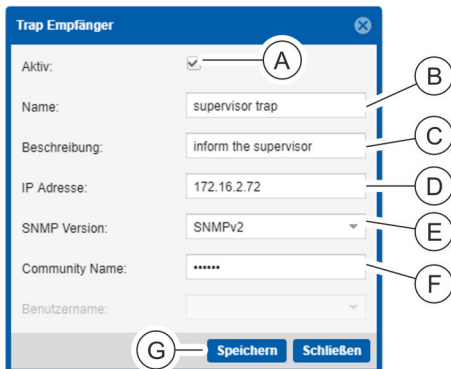 Trap Empfänger
Aktiv: A
Name: supervisor trap B
Beschreibung: inform the supervisor C
IP Adresse: 172.16.2.72 D
SNMP Version: SNMPv2 E
Community Name: •••••• F
Benutzername:
G Speichern Schließen